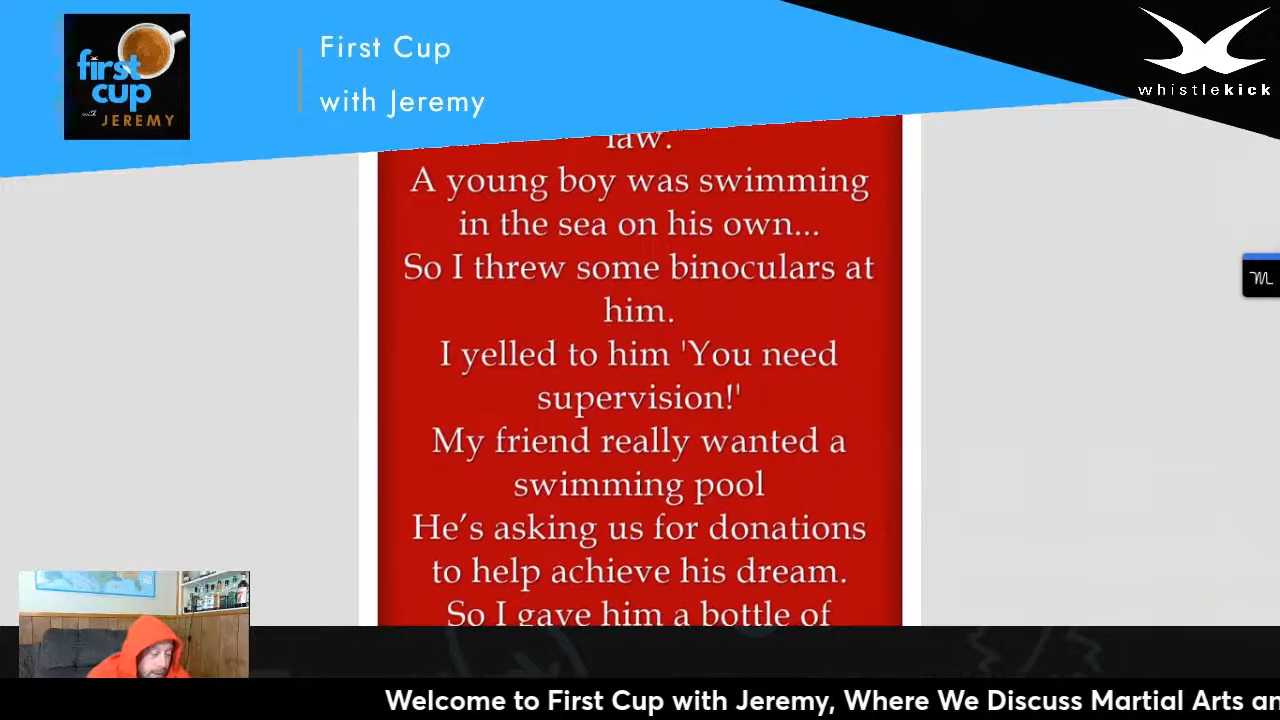 First Cup
with Jeremy
first
cup
with
JEREMY
whistlekick
law.
A young boy was swimming
in the sea on his own...
So I threw some binoculars at
him.
I yelled to him 'You need
supervision!'
My friend really wanted a
swimming pool
He’s asking us for donations
to help achieve his dream.
So I gave him a bottle of
Welcome to First Cup with Jeremy, Where We Discuss Martial Arts an